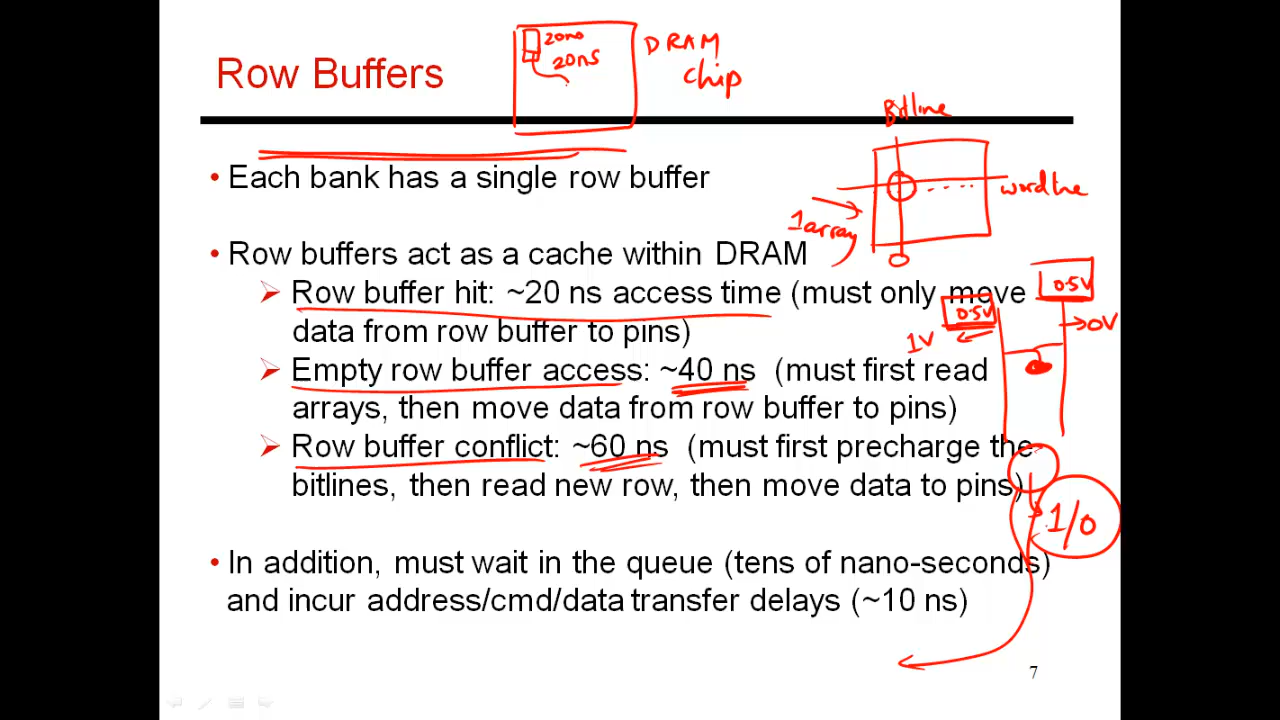 20ns
20ns
DRAM
chip
Row Buffers
Bitline
• Each bank has a single row buffer
wordline
1 array
• Row buffers act as a cache within DRAM
➢ Row buffer hit: ~20 ns access time (must only move
data from row buffer to pins)
0.5V
0.5V
1V
0V
➢ Empty row buffer access: ~40 ns (must first read
arrays, then move data from row buffer to pins)
➢ Row buffer conflict: ~60 ns (must first precharge the
bitlines, then read new row, then move data to pins)
1/0
• In addition, must wait in the queue (tens of nano-seconds)
and incur address/cmd/data transfer delays (~10 ns)
7